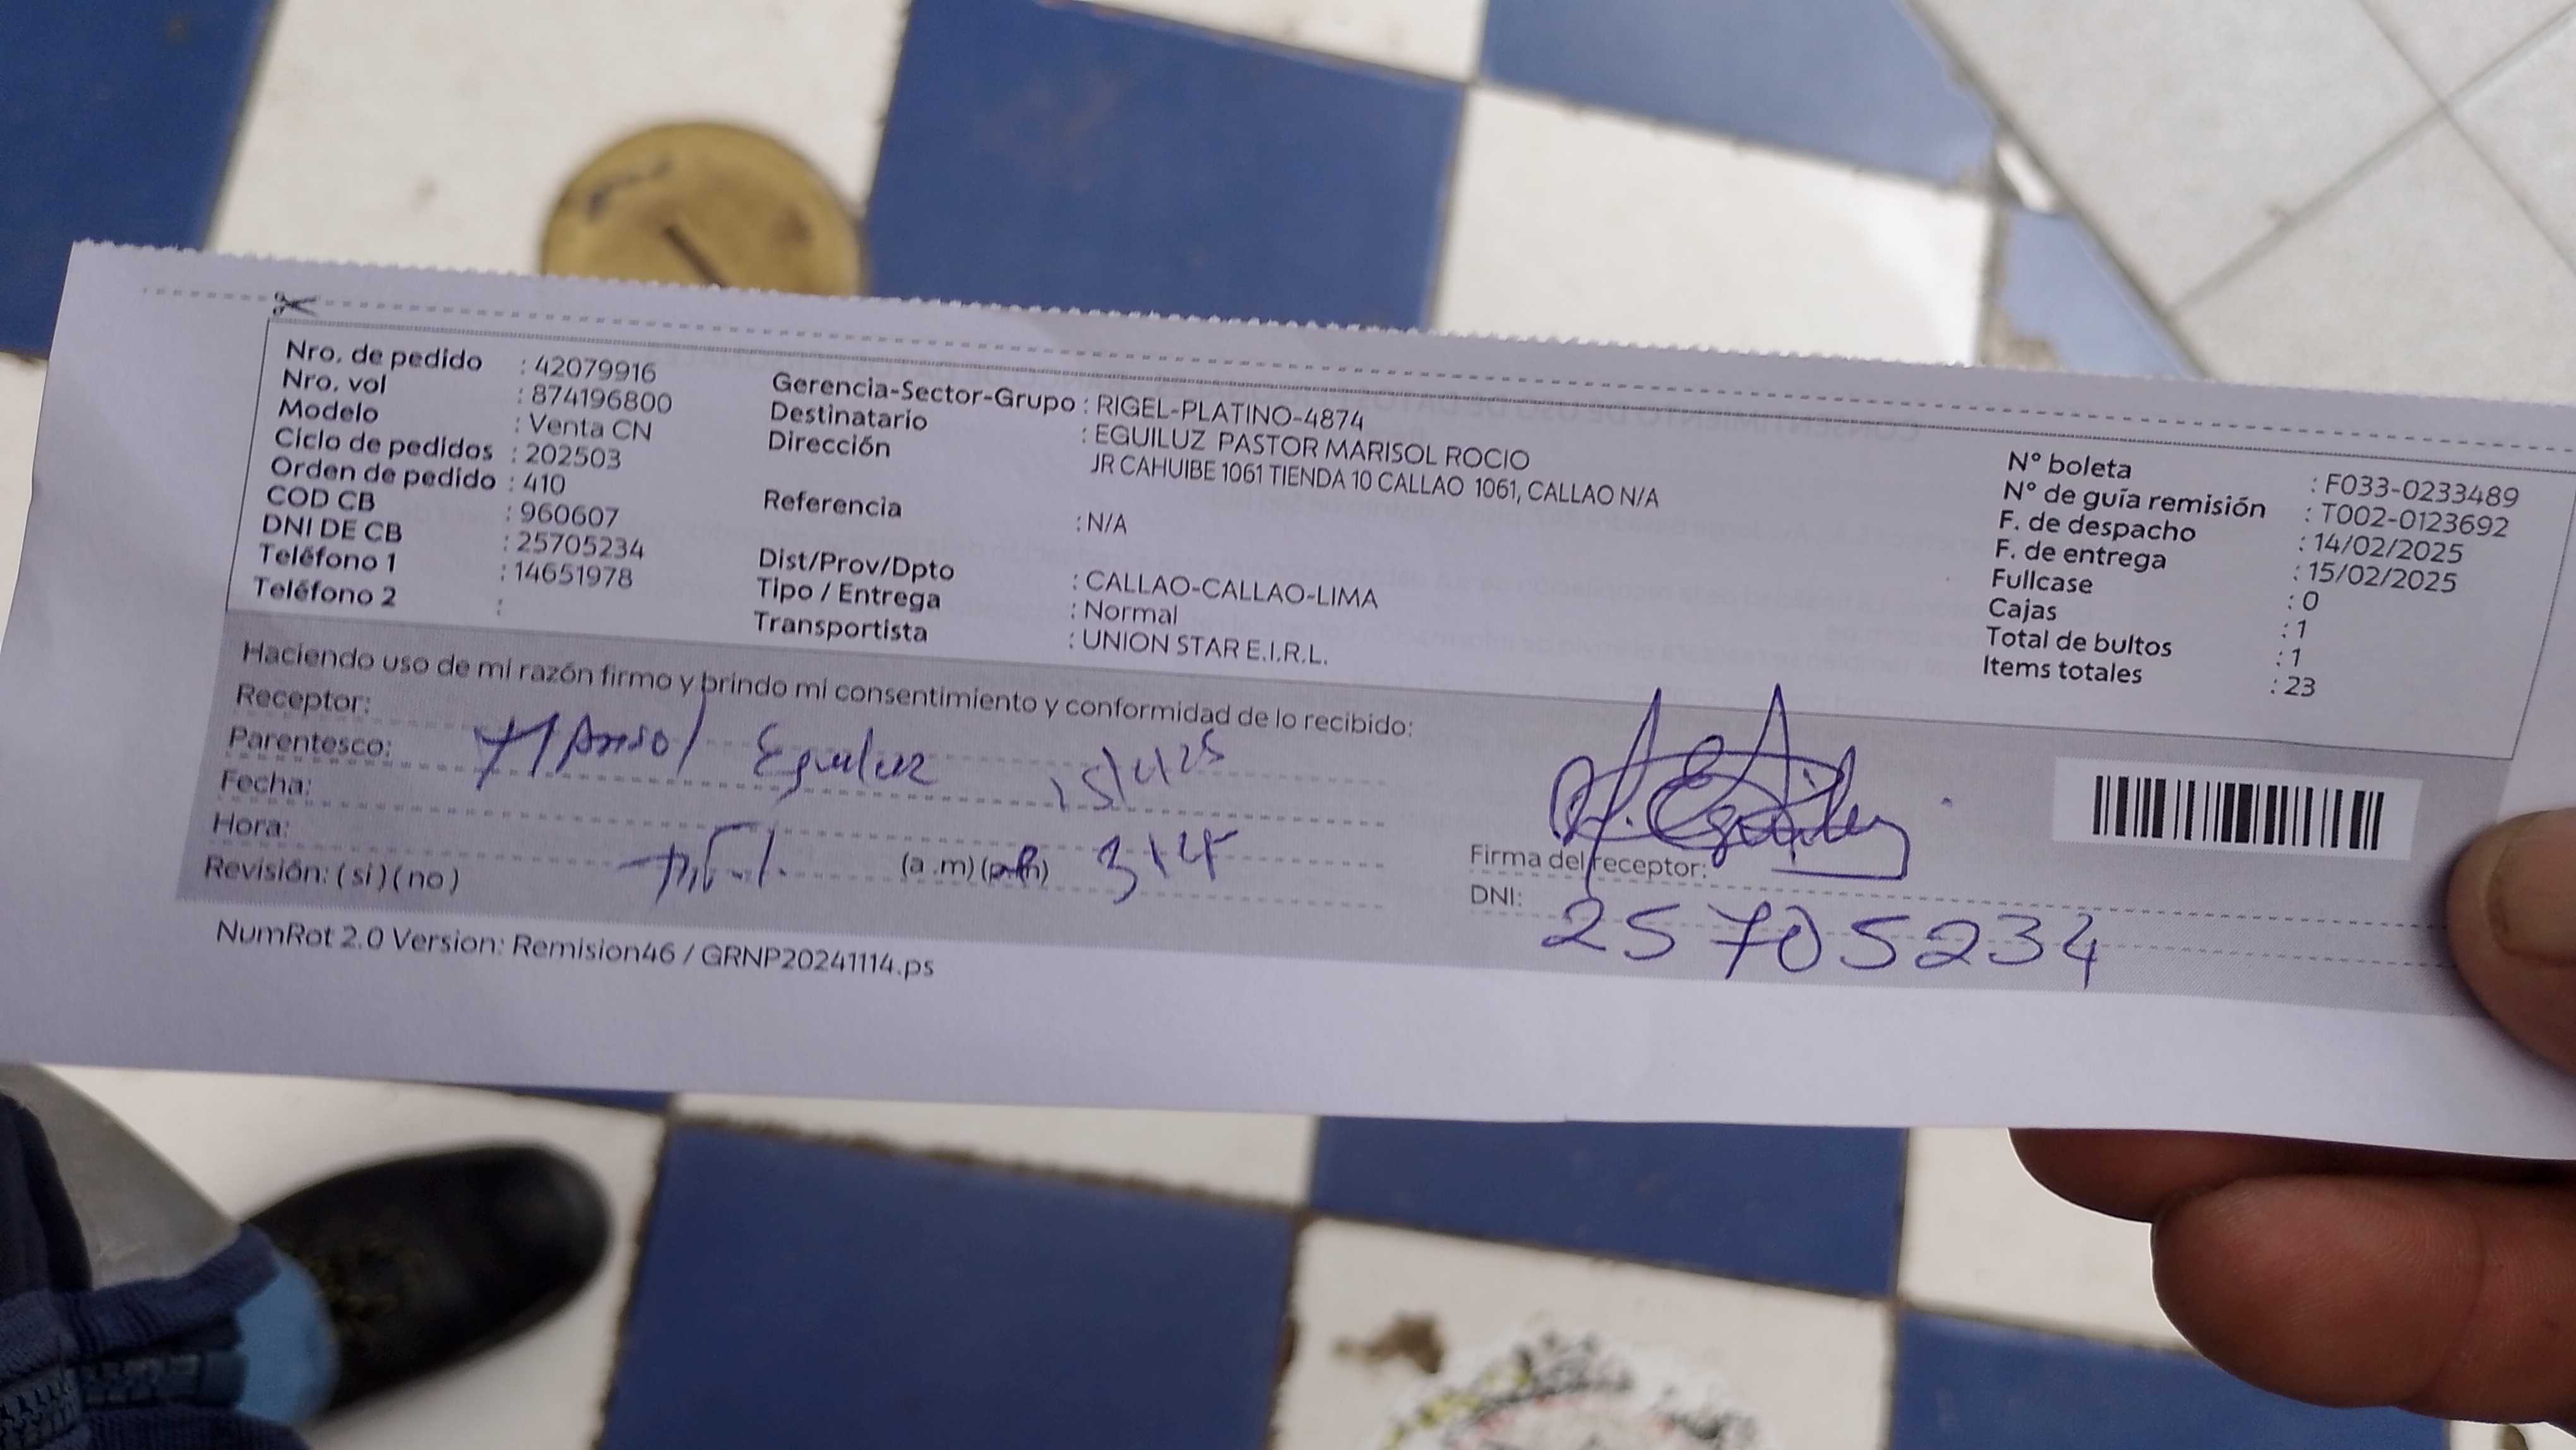 Nro. de pedido : 42079916
Nro. vol : 874196800
Modelo : Venta CN
Ciclo de pedidos : 202503
Orden de pedido : 410
COD CB : 960607
DNI DE CB : 25705234
Teléfono 1 : 14651978
Teléfono 2 :
Gerencia-Sector-Grupo : RIGEL-PLATINO-4874
Destinatario : EGUILUZ PASTOR MARISOL ROCIO
Dirección JR CAHUIBE 1061 TIENDA 10 CALLAO 1061, CALLAO N/A
Referencia : N/A
Dist/Prov/Dpto : CALLAO-CALLAO-LIMA
Tipo / Entrega : Normal
Transportista : UNION STAR E.I.R.L.
N° boleta : F033-0233489
N° de guía remisión : T002-0123692
F. de despacho : 14/02/2025
F. de entrega : 15/02/2025
Fullcase : 0
Cajas : 1
Total de bultos : 1
Items totales : 23
Haciendo uso de mi razón firmo y brindo mi consentimiento y conformidad de lo recibido:
Receptor:
Parentesco: Marisol Eguiluz
Fecha:
Hora: (a .m) (p.m)
Revisión: ( si ) ( no )
Firma del receptor:
DNI: 25705234
NumRot 2.0 Version: Remision46 / GRNP20241114.ps